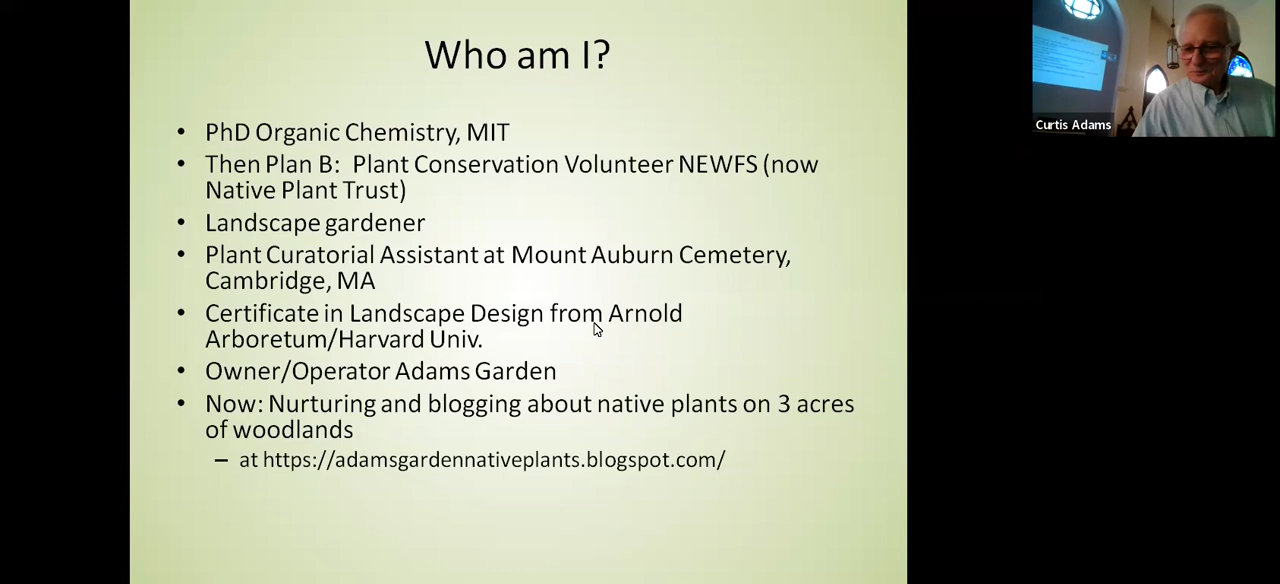 Who am I?
Curtis Adams
• PhD Organic Chemistry, MIT
• Then Plan B: Plant Conservation Volunteer NEWFS (now
Native Plant Trust)
• Landscape gardener
• Plant Curatorial Assistant at Mount Auburn Cemetery,
Cambridge, MA
• Certificate in Landscape Design from Arnold
Arboretum/Harvard Univ.
• Owner/Operator Adams Garden
• Now: Nurturing and blogging about native plants on 3 acres
of woodlands
– at https://adamsgardennativeplants.blogspot.com/